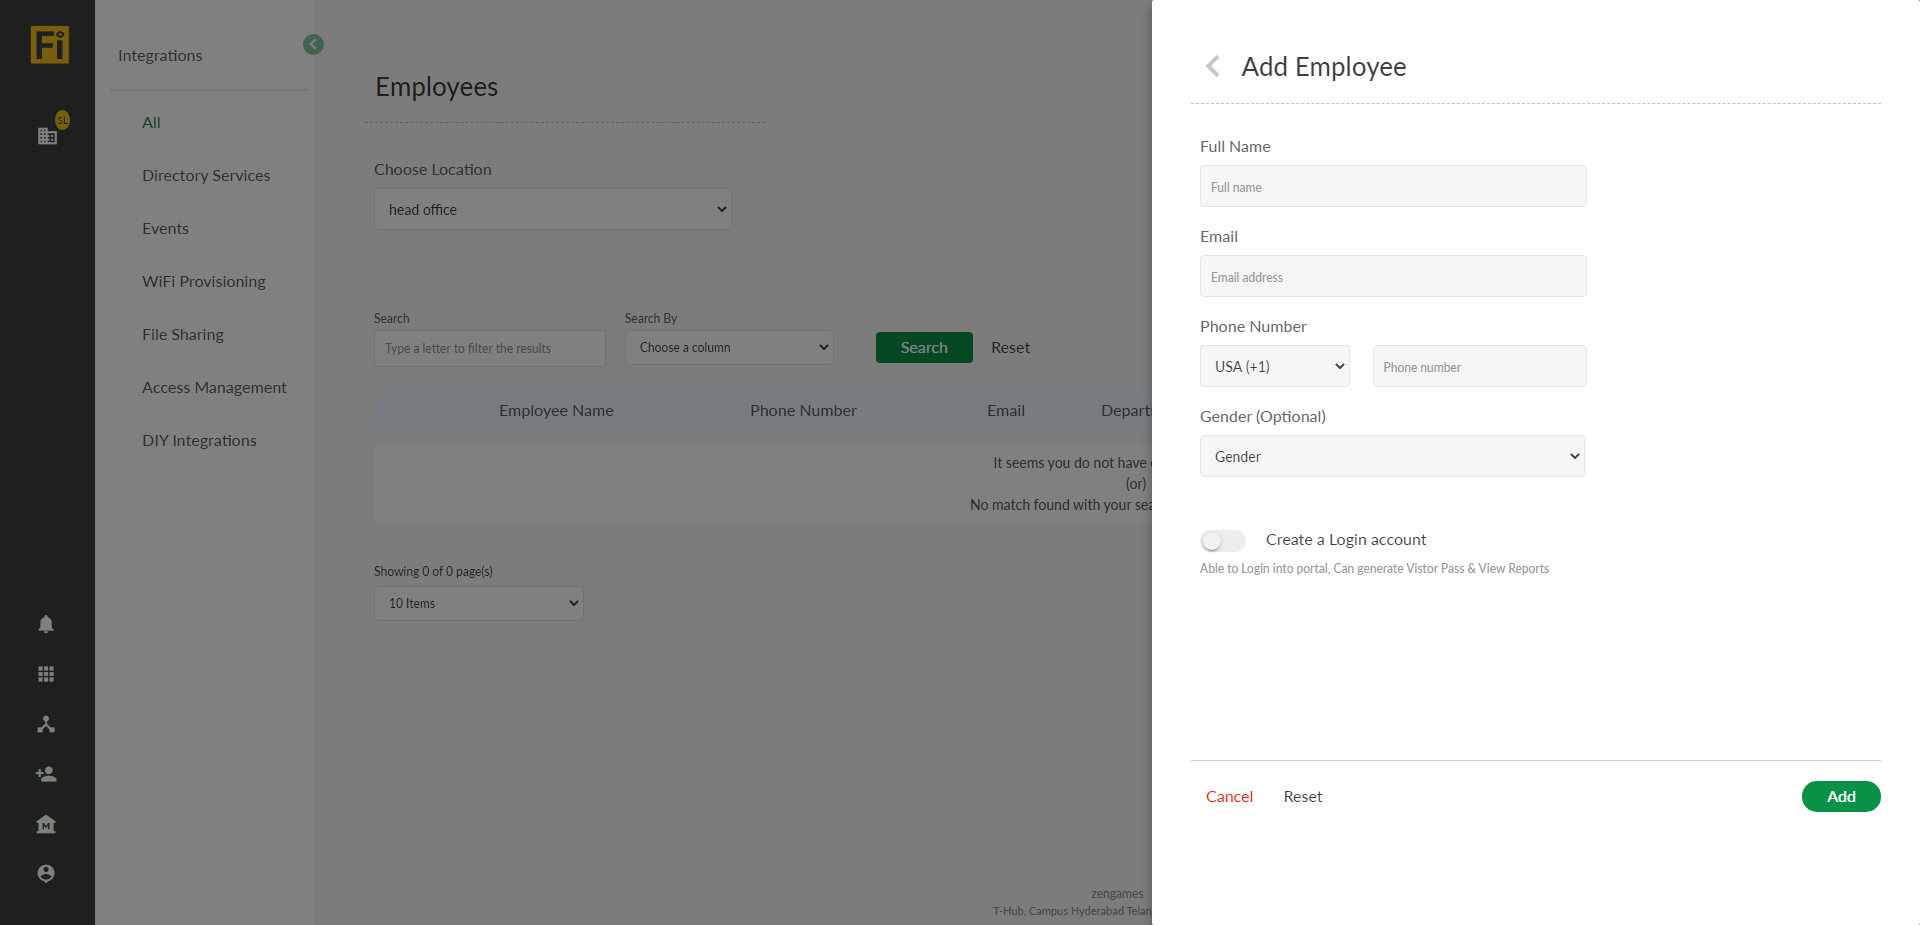 Fi
SL
Integrations
All
Directory Services
Events
WiFi Provisioning
File Sharing
Access Management
DIY Integrations
M
Employees
Choose Location
head office
Search
Type a letter to filter the results
Search By
Choose a column
Search
Reset
Employee Name
Phone Number
Email
It seems you do not have
(or)
No match found with your
Showing 0 of 0 page(s)
10 Items
zengames
T-Hub, Campus Hyderabad
Add Employee
Full Name
Full name
Email
Email address
Phone Number
USA (+1)
Phone number
Gender (Optional)
Gender
Create a Login account
Able to Login into portal, Can generate Vistor Pass & View Reports
Cancel
Reset
Add